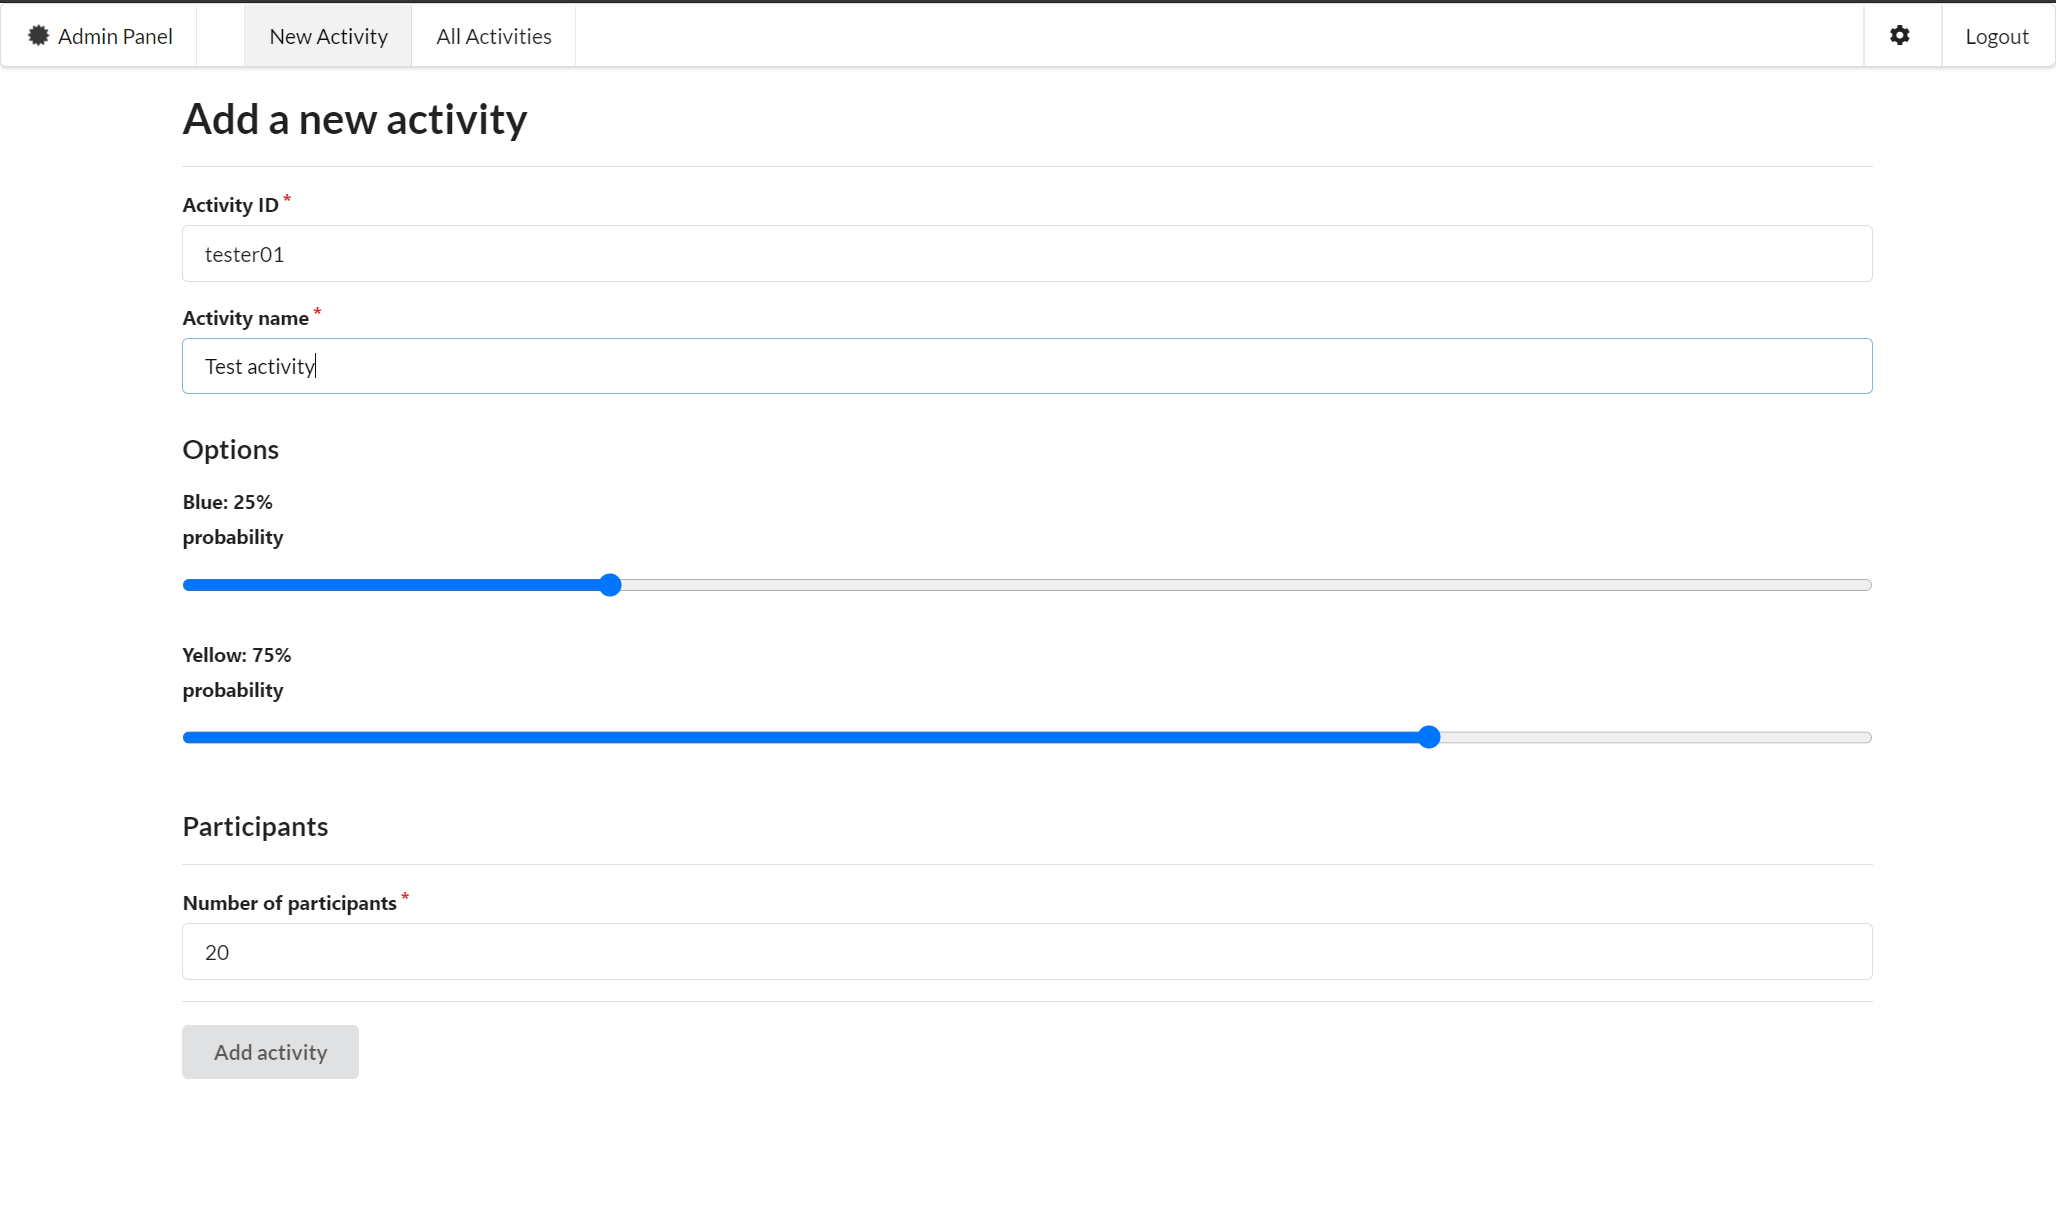 Admin Panel
New Activity
All Activities
Logout
Add a new activity
Activity ID *
tester01
Activity name *
Test activity
Options
Blue: 25%
probability
Yellow: 75%
probability
Participants
Number of participants *
20
Add activity